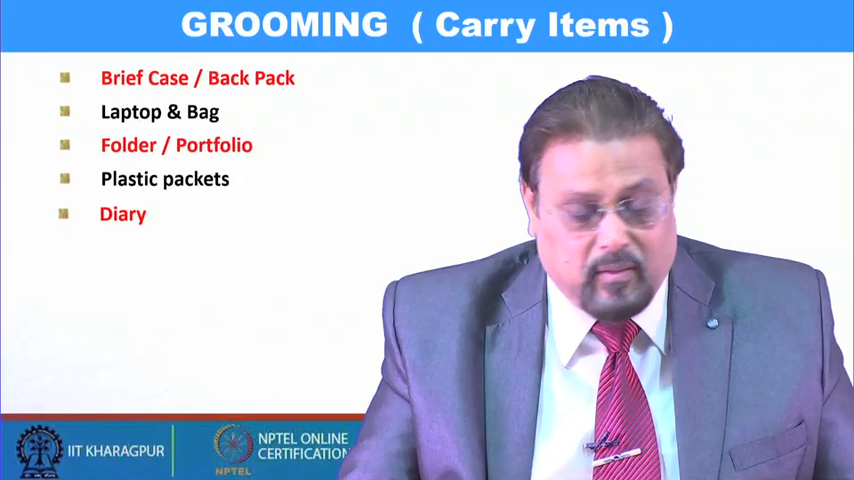 GROOMING ( Carry Items )
Brief Case / Back Pack
Laptop & Bag
Folder / Portfolio
Plastic packets
Diary
IIT KHARAGPUR
NPTEL ONLINE
CERTIFICATION
NPTEL